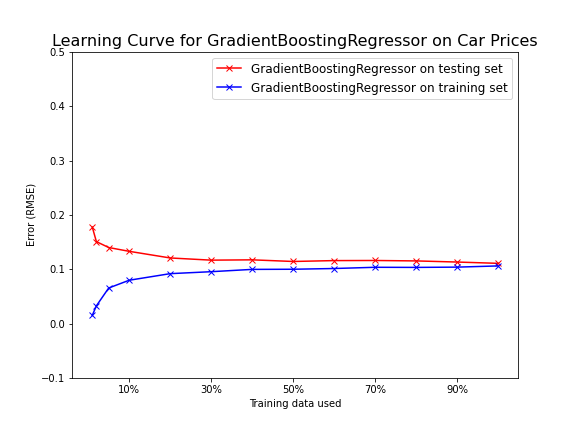 Learning Curve for GradientBoostingRegressor on Car Prices
0.5
GradientBoostingRegressor on testing set
GradientBoostingRegressor on training set
0.4
0.3
Error (RMSE)
0.2
0.1
0.0
−0.1
10% 30% 50% 70% 90%
Training data used